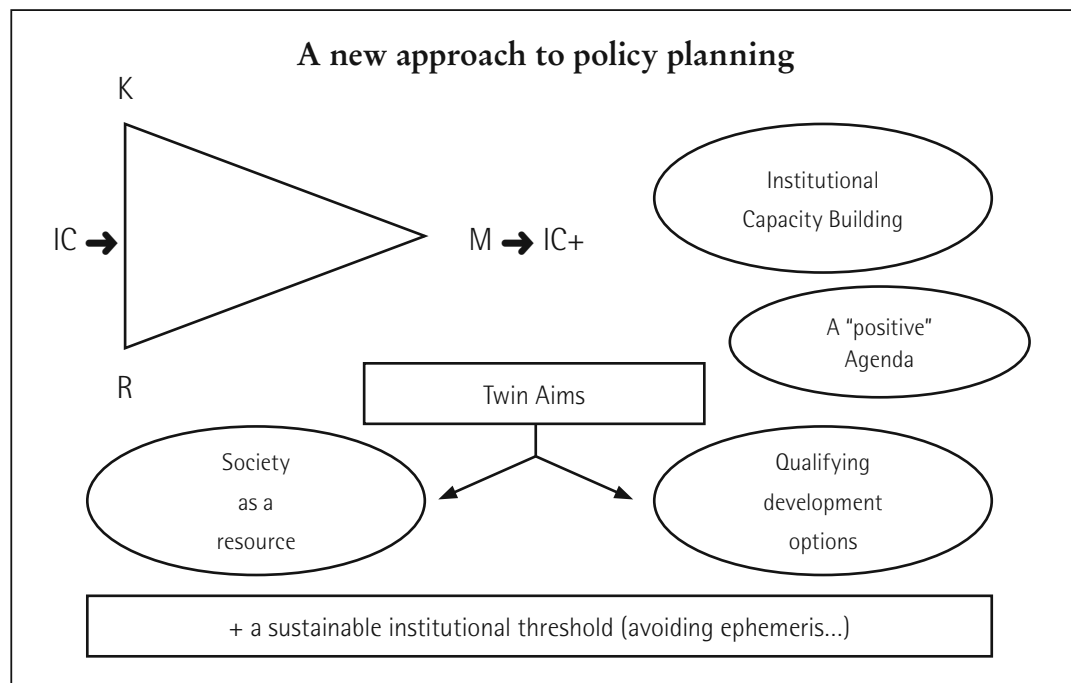 A new approach to policy planning
K
IC
M
IC+
R
Institutional
Capacity Building
A “positive”
Agenda
Twin Aims
Society
as a
resource
Qualifying
development
options
+ a sustainable institutional threshold (avoiding ephemeris...)